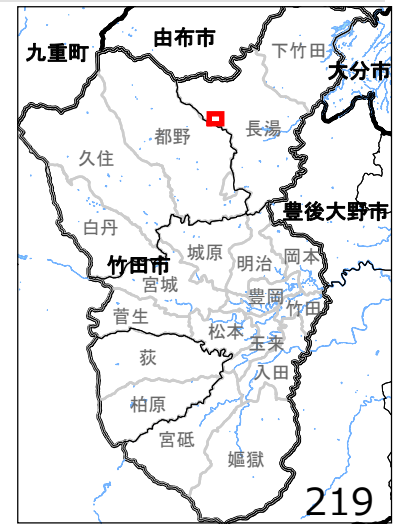 由布市
九重町
下竹田
大分市
都野
長湯
久住
豊後大野市
白丹
城原
岡本
竹田市
明治
宮城
豊岡
竹田
菅生
松本
玉来
荻
入田
柏原
宮砥
嫗獄
219